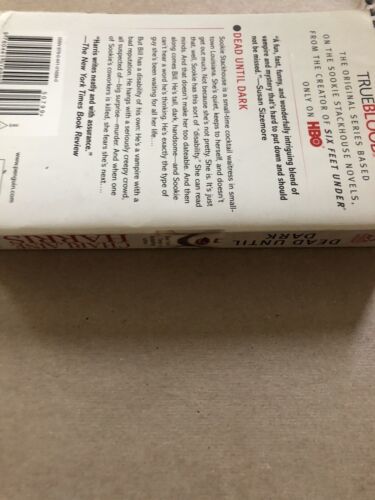 TRUEBLOOD
THE ORIGINAL SERIES BASED
ON THE SOOKIE STACKHOUSE NOVELS,
FROM THE CREATOR OF SIX FEET UNDER®
ONLY ON HBO
"A fun, fast, funny, and wonderfully intriguing blend of
vampire and mystery that's hard to put down and should
not be missed." —Susan Sizemore
DEAD UNTIL DARK
Sookie Stackhouse is a small-time cocktail waitress in small-
town Louisiana. She's quiet, keeps to herself, and doesn't
get out much. Not because she's not pretty. She is. It's just
that, well, Sookie has this sort of "disability." She can read
minds. And that doesn't make her too dateable. And then
along comes Bill. He's tall, dark, handsome—and Sookie
can't hear a word he's thinking. He's exactly the type of
guy she's been waiting for all her life....
But Bill has a disability of his own: He's a vampire with a
bad reputation. He hangs with a seriously creepy crowd,
all suspected of—big surprise—murder. And when one
of Sookie's coworkers is killed, she fears she's next....
"Harris writes neatly and with assurance."
—The New York Times Book Review
www.penguin.com
50799
DEAD UNTIL
DARK
HARRIS